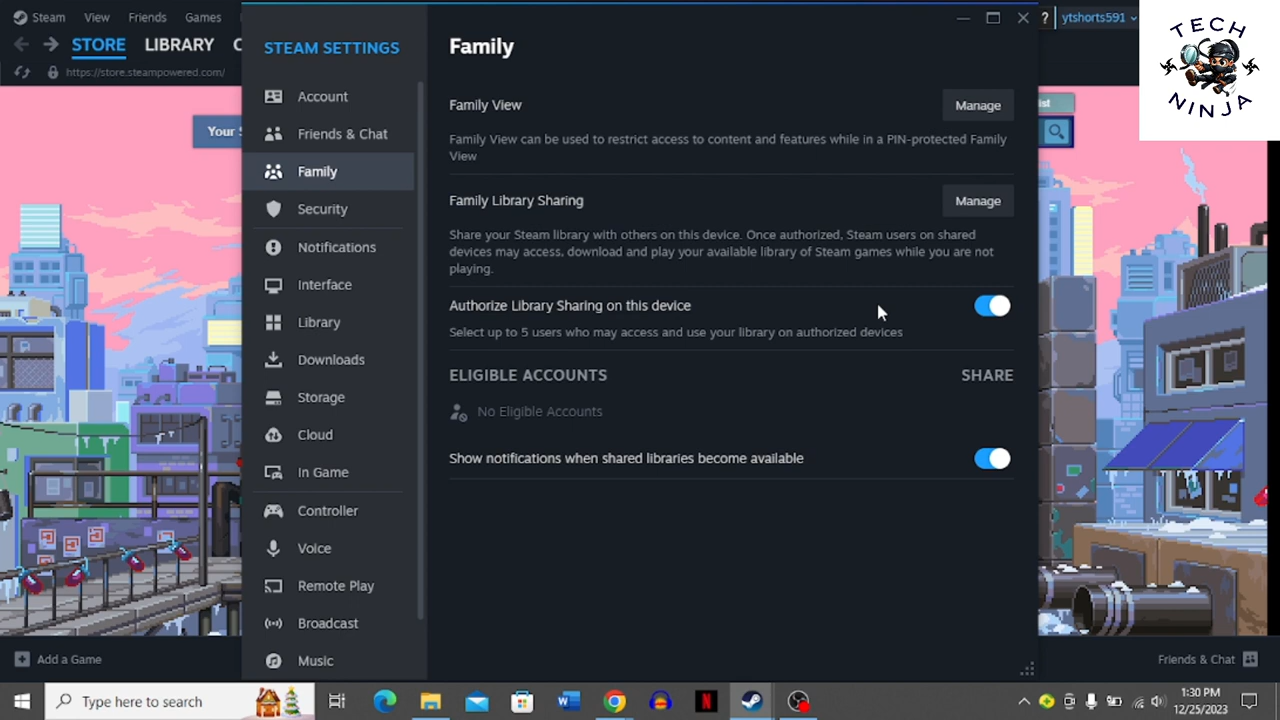 Steam View Friends Games
? ytshorts591
STORE LIBRARY
https://store.steampowered.com/
TECH
NINJA
STEAM SETTINGS
Account
Friends & Chat
Family
Security
Notifications
Interface
Library
Downloads
Storage
Cloud
In Game
Controller
Voice
Remote Play
Broadcast
Music
Family
Family View
Manage
Family View can be used to restrict access to content and features while in a PIN-protected Family
View
Family Library Sharing
Manage
Share your Steam library with others on this device. Once authorized, Steam users on shared
devices may access, download and play your available library of Steam games while you are not
playing.
Authorize Library Sharing on this device
Select up to 5 users who may access and use your library on authorized devices
ELIGIBLE ACCOUNTS SHARE
No Eligible Accounts
Show notifications when shared libraries become available
Your
Add a Game
Friends & Chat
Type here to search
1:30 PM
12/25/2023